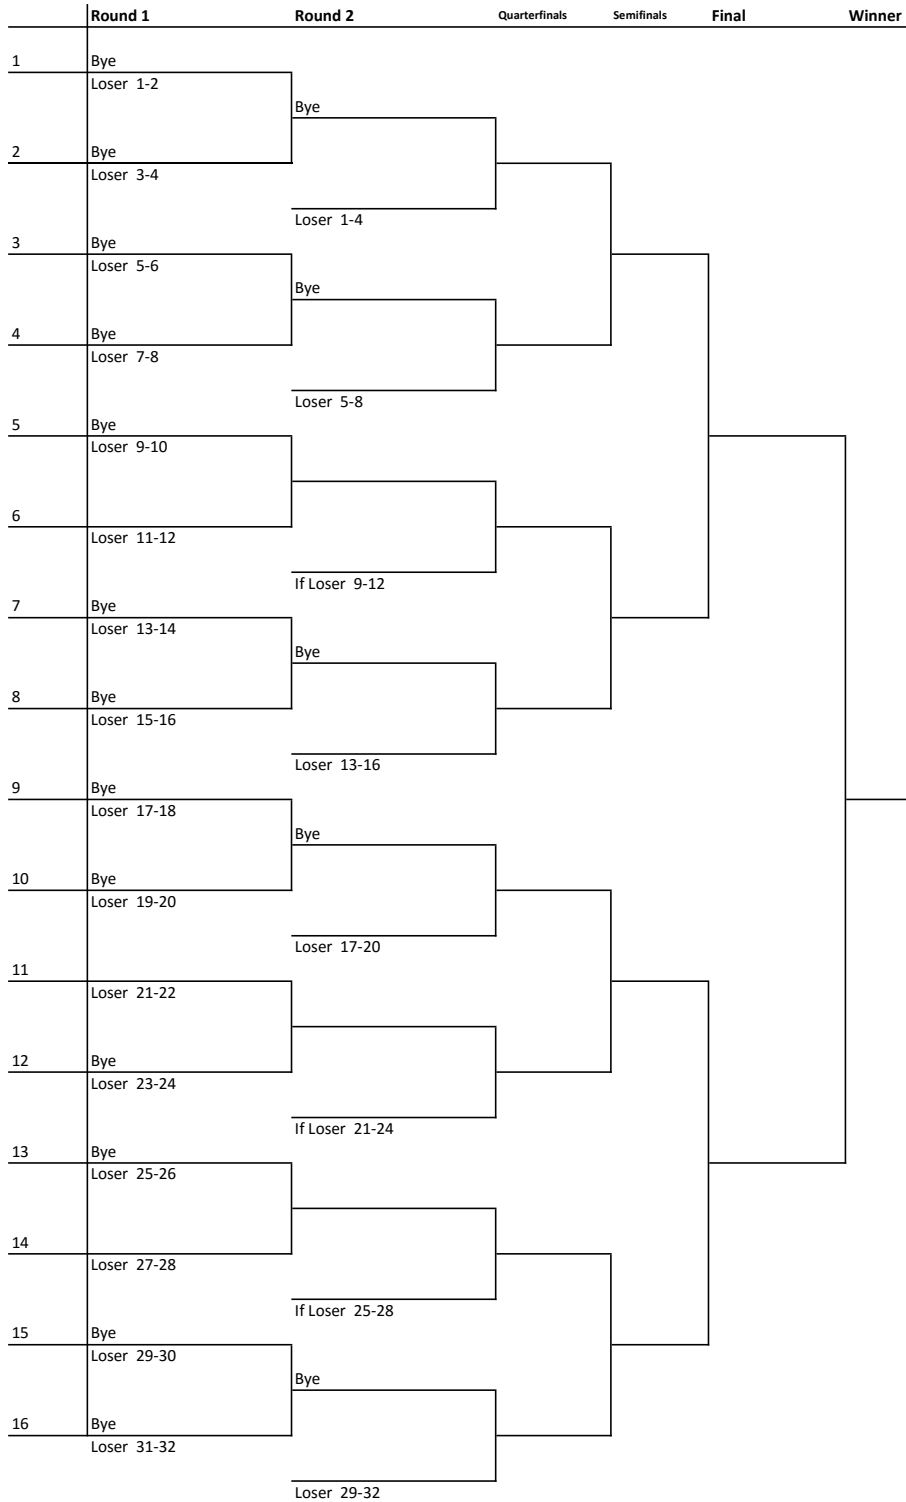 Round 1 Round 2 Quarterfinals Semifinals Final Winner
1 Bye
Loser 1-2
Bye
2 Bye
Loser 3-4
Loser 1-4
3 Bye
Loser 5-6
Bye
4 Bye
Loser 7-8
Loser 5-8
5 Bye
Loser 9-10
6
Loser 11-12
If Loser 9-12
7 Bye
Loser 13-14
Bye
8 Bye
Loser 15-16
Loser 13-16
9 Bye
Loser 17-18
Bye
10 Bye
Loser 19-20
Loser 17-20
11
Loser 21-22
12 Bye
Loser 23-24
If Loser 21-24
13 Bye
Loser 25-26
14
Loser 27-28
If Loser 25-28
15 Bye
Loser 29-30
Bye
16 Bye
Loser 31-32
Loser 29-32